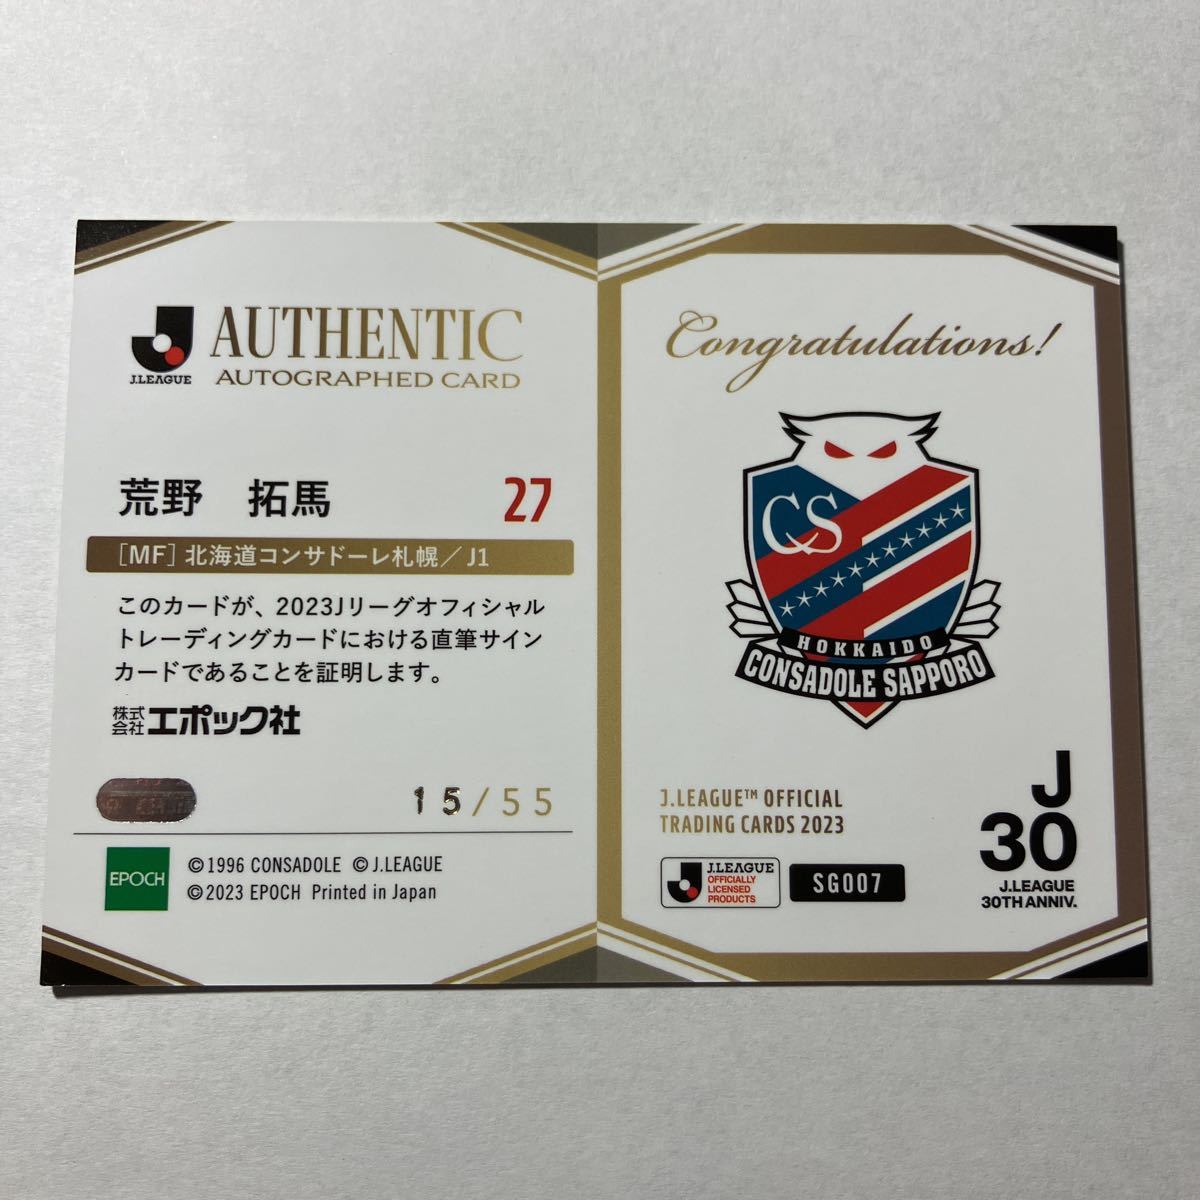 J.LEAGUE
AUTHENTIC
AUTOGRAPHED CARD
荒野　拓馬 27
［MF］北海道コンサドーレ札幌／J1
このカードが、2023Jリーグオフィシャル
トレーディングカードにおける直筆サイン
カードであることを証明します。
株式会社エポック社
15/55
EPOCH
©1996 CONSADOLE ©J.LEAGUE
©2023 EPOCH Printed in Japan
Congratulations!
CS
HOKKAIDO
CONSADOLE SAPPORO
J.LEAGUE™ OFFICIAL
TRADING CARDS 2023
J.LEAGUE
OFFICIALLY
LICENSED
PRODUCTS
SG007
J
30
J.LEAGUE
30TH ANNIV.